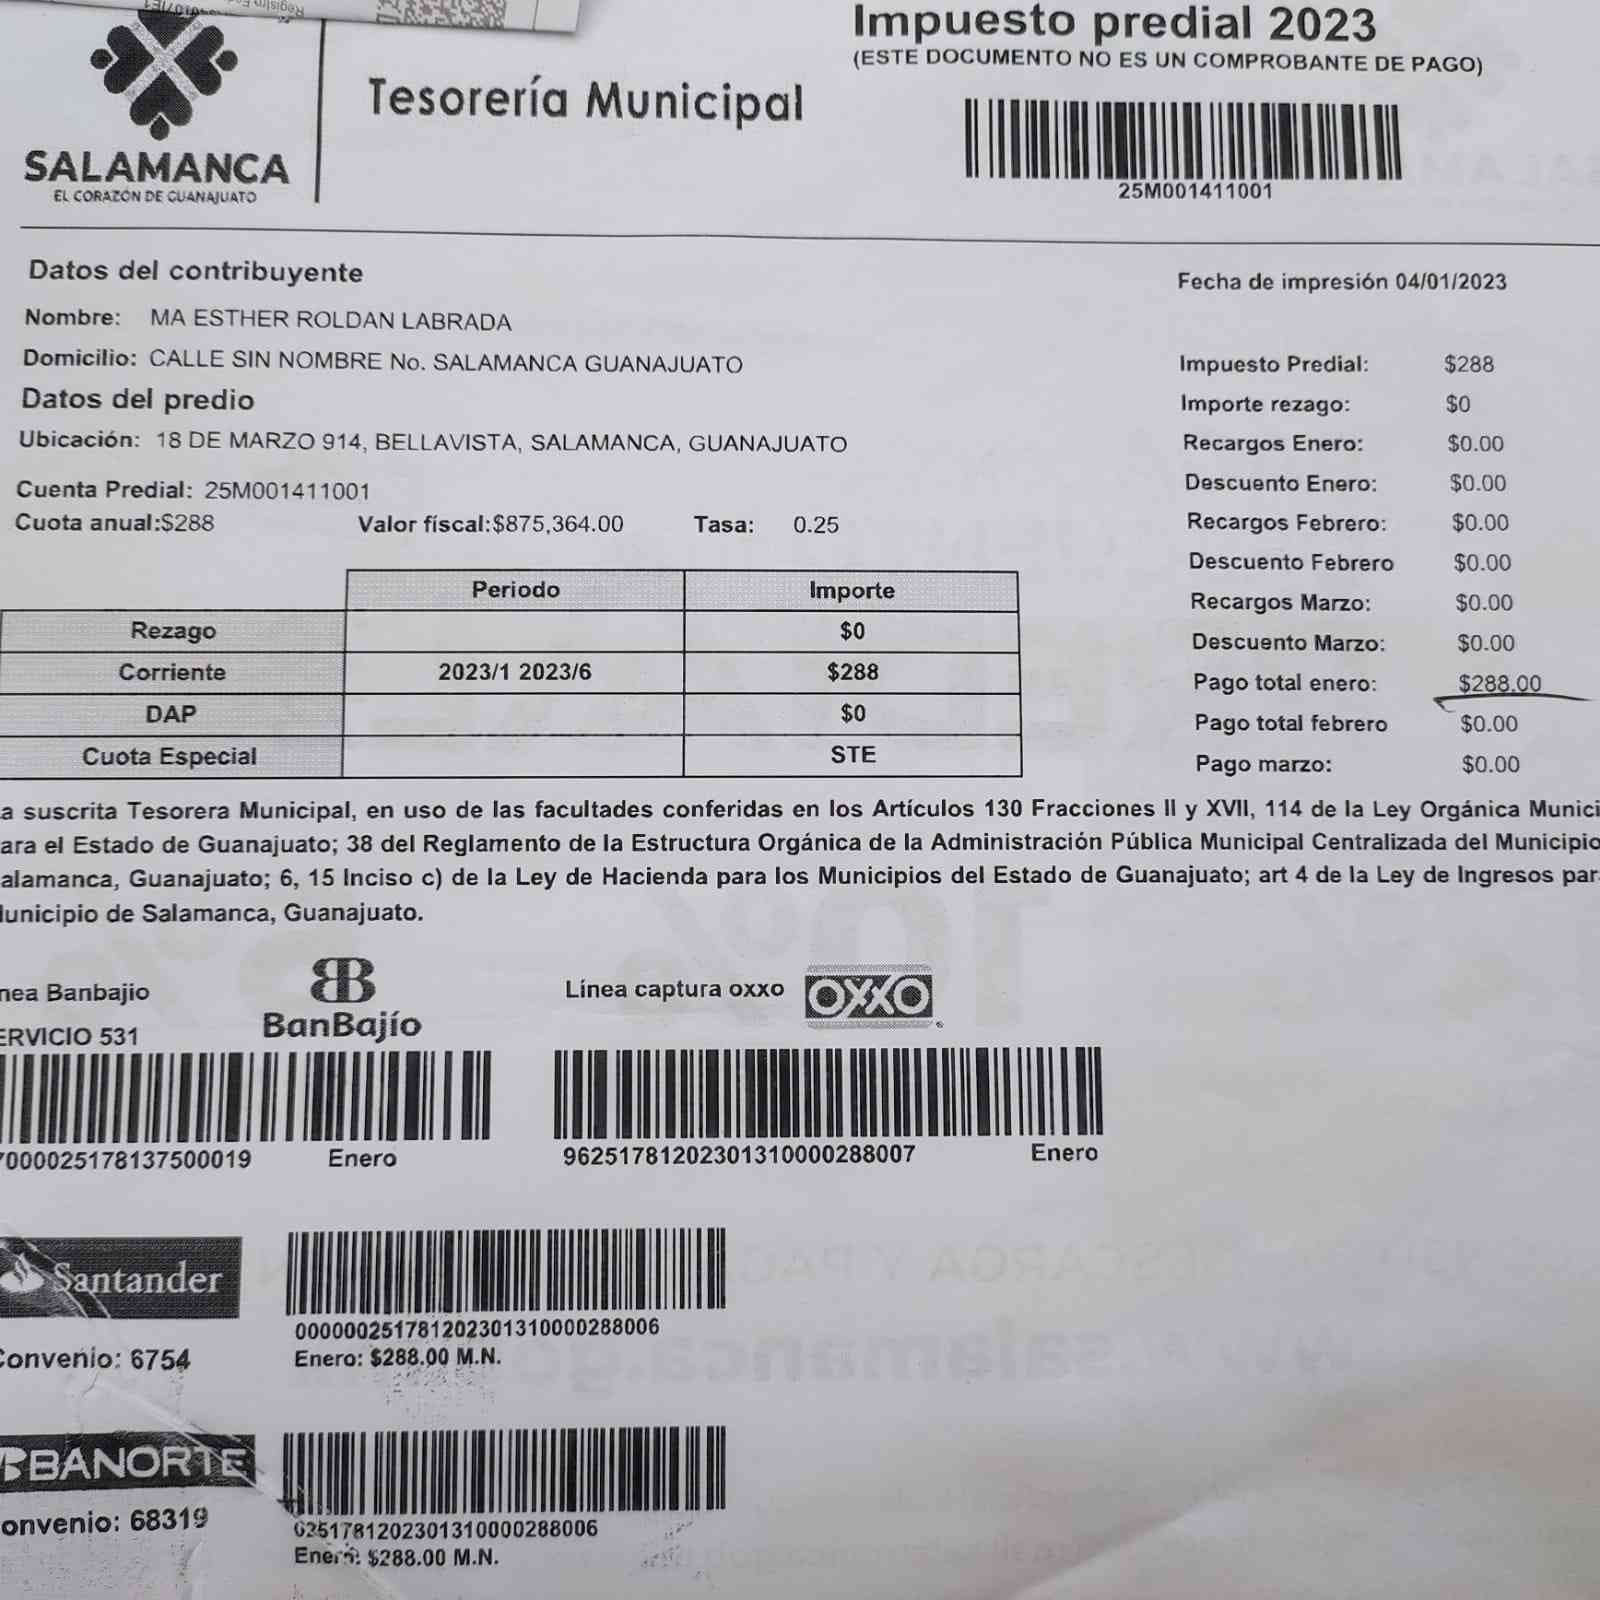 Impuesto predial 2023
(ESTE DOCUMENTO NO ES UN COMPROBANTE DE PAGO)
Tesorería Municipal
SALAMANCA
EL CORAZÓN DE GUANAJUATO
25M001411001
Datos del contribuyente
Fecha de impresión 04/01/2023
Nombre: MA ESTHER ROLDAN LABRADA
Domicilio: CALLE SIN NOMBRE No. SALAMANCA GUANAJUATO
Datos del predio
Ubicación: 18 DE MARZO 914, BELLAVISTA, SALAMANCA, GUANAJUATO
Cuenta Predial: 25M001411001
Cuota anual:$288 Valor físcal:$875,364.00 Tasa: 0.25
Impuesto Predial: $288
Importe rezago: $0
Recargos Enero: $0.00
Descuento Enero: $0.00
Recargos Febrero: $0.00
Descuento Febrero $0.00
Recargos Marzo: $0.00
Descuento Marzo: $0.00
Pago total enero: $288.00
Pago total febrero $0.00
Pago marzo: $0.00
Periodo Importe
Rezago $0
Corriente 2023/1 2023/6 $288
DAP $0
Cuota Especial STE
a suscrita Tesorera Municipal, en uso de las facultades conferidas en los Artículos 130 Fracciones II y XVII, 114 de la Ley Orgánica Munici
ara el Estado de Guanajuato; 38 del Reglamento de la Estructura Orgánica de la Administración Pública Municipal Centralizada del Municipio
alamanca, Guanajuato; 6, 15 Inciso c) de la Ley de Hacienda para los Municipios del Estado de Guanajuato; art 4 de la Ley de Ingresos par
unicipio de Salamanca, Guanajuato.
nea Banbajio
ERVICIO 531
BanBajío
Línea captura oxxo OXXO
7000025178137500019 Enero
96251781202301310000288007 Enero
Santander
Convenio: 6754
000000251781202301310000288006
Enero: $288.00 M.N.
BANORTE
onvenio: 68319
0251781202301310000288006
Enero: $288.00 M.N.